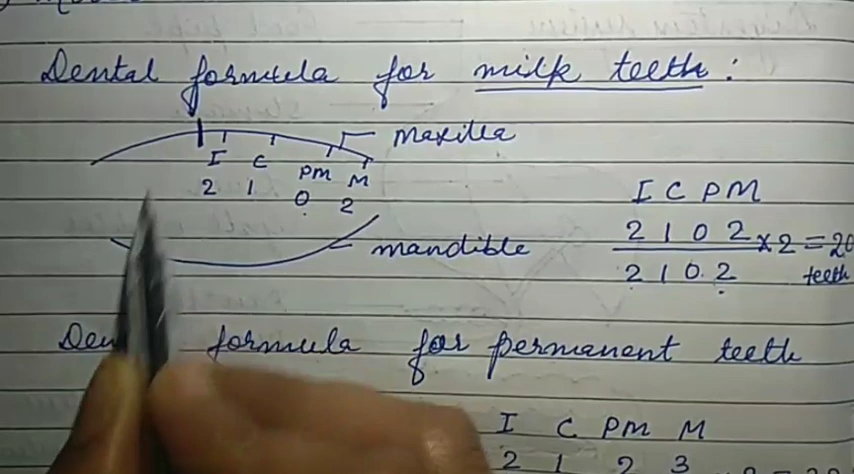 Dental formula for milk teeth :
maxilla
I C PM M
2 1 0 2
I C P M
2 1 0 2
2 1 0 2 × 2 = 20 teeth
mandible
formula for permanent teeth
I C PM M
2 1 2 3